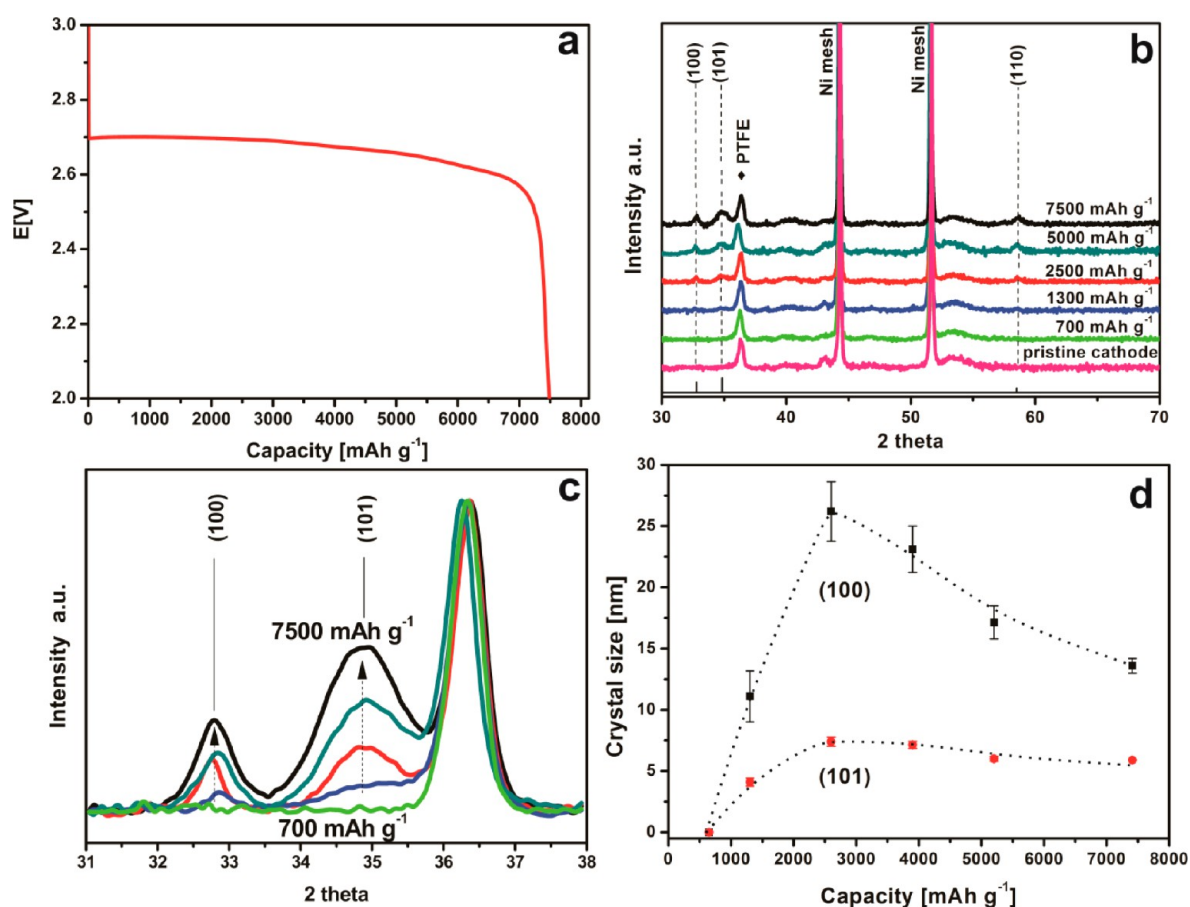 a
3.0
2.8
2.6
2.4
2.2
2.0
E[V]
0 1000 2000 3000 4000 5000 6000 7000 8000
Capacity [mAh g⁻¹]
b
(100)
(101)
◆ PTFE
Ni mesh
Ni mesh
(110)
7500 mAh g⁻¹
5000 mAh g⁻¹
2500 mAh g⁻¹
1300 mAh g⁻¹
700 mAh g⁻¹
pristine cathode
Intensity a.u.
30 40 50 60 70
2 theta
c
(100)
(101)
7500 mAh g⁻¹
700 mAh g⁻¹
Intensity a.u.
31 32 33 34 35 36 37 38
2 theta
d
30
25
20
15
10
5
0
Crystal size [nm]
(100)
(101)
0 1000 2000 3000 4000 5000 6000 7000 8000
Capacity [mAh g⁻¹]